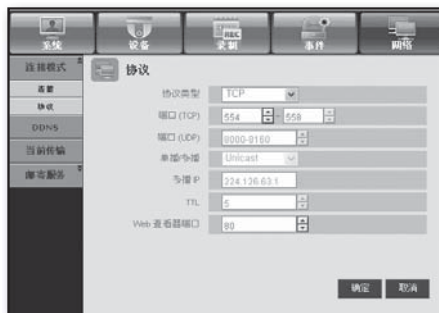 系统 设备 REC 录制 事件 网络
连接模式
连接
协议
DDNS
当前传输
邮寄服务
协议
协议类型 TCP
端口 (TCP) 554 - 558
端口 (UDP) 8000-8160
单播/多播 Unicast
多播 IP 224.126.63.1
TTL 5
Web 查看器端口 80
确定 取消